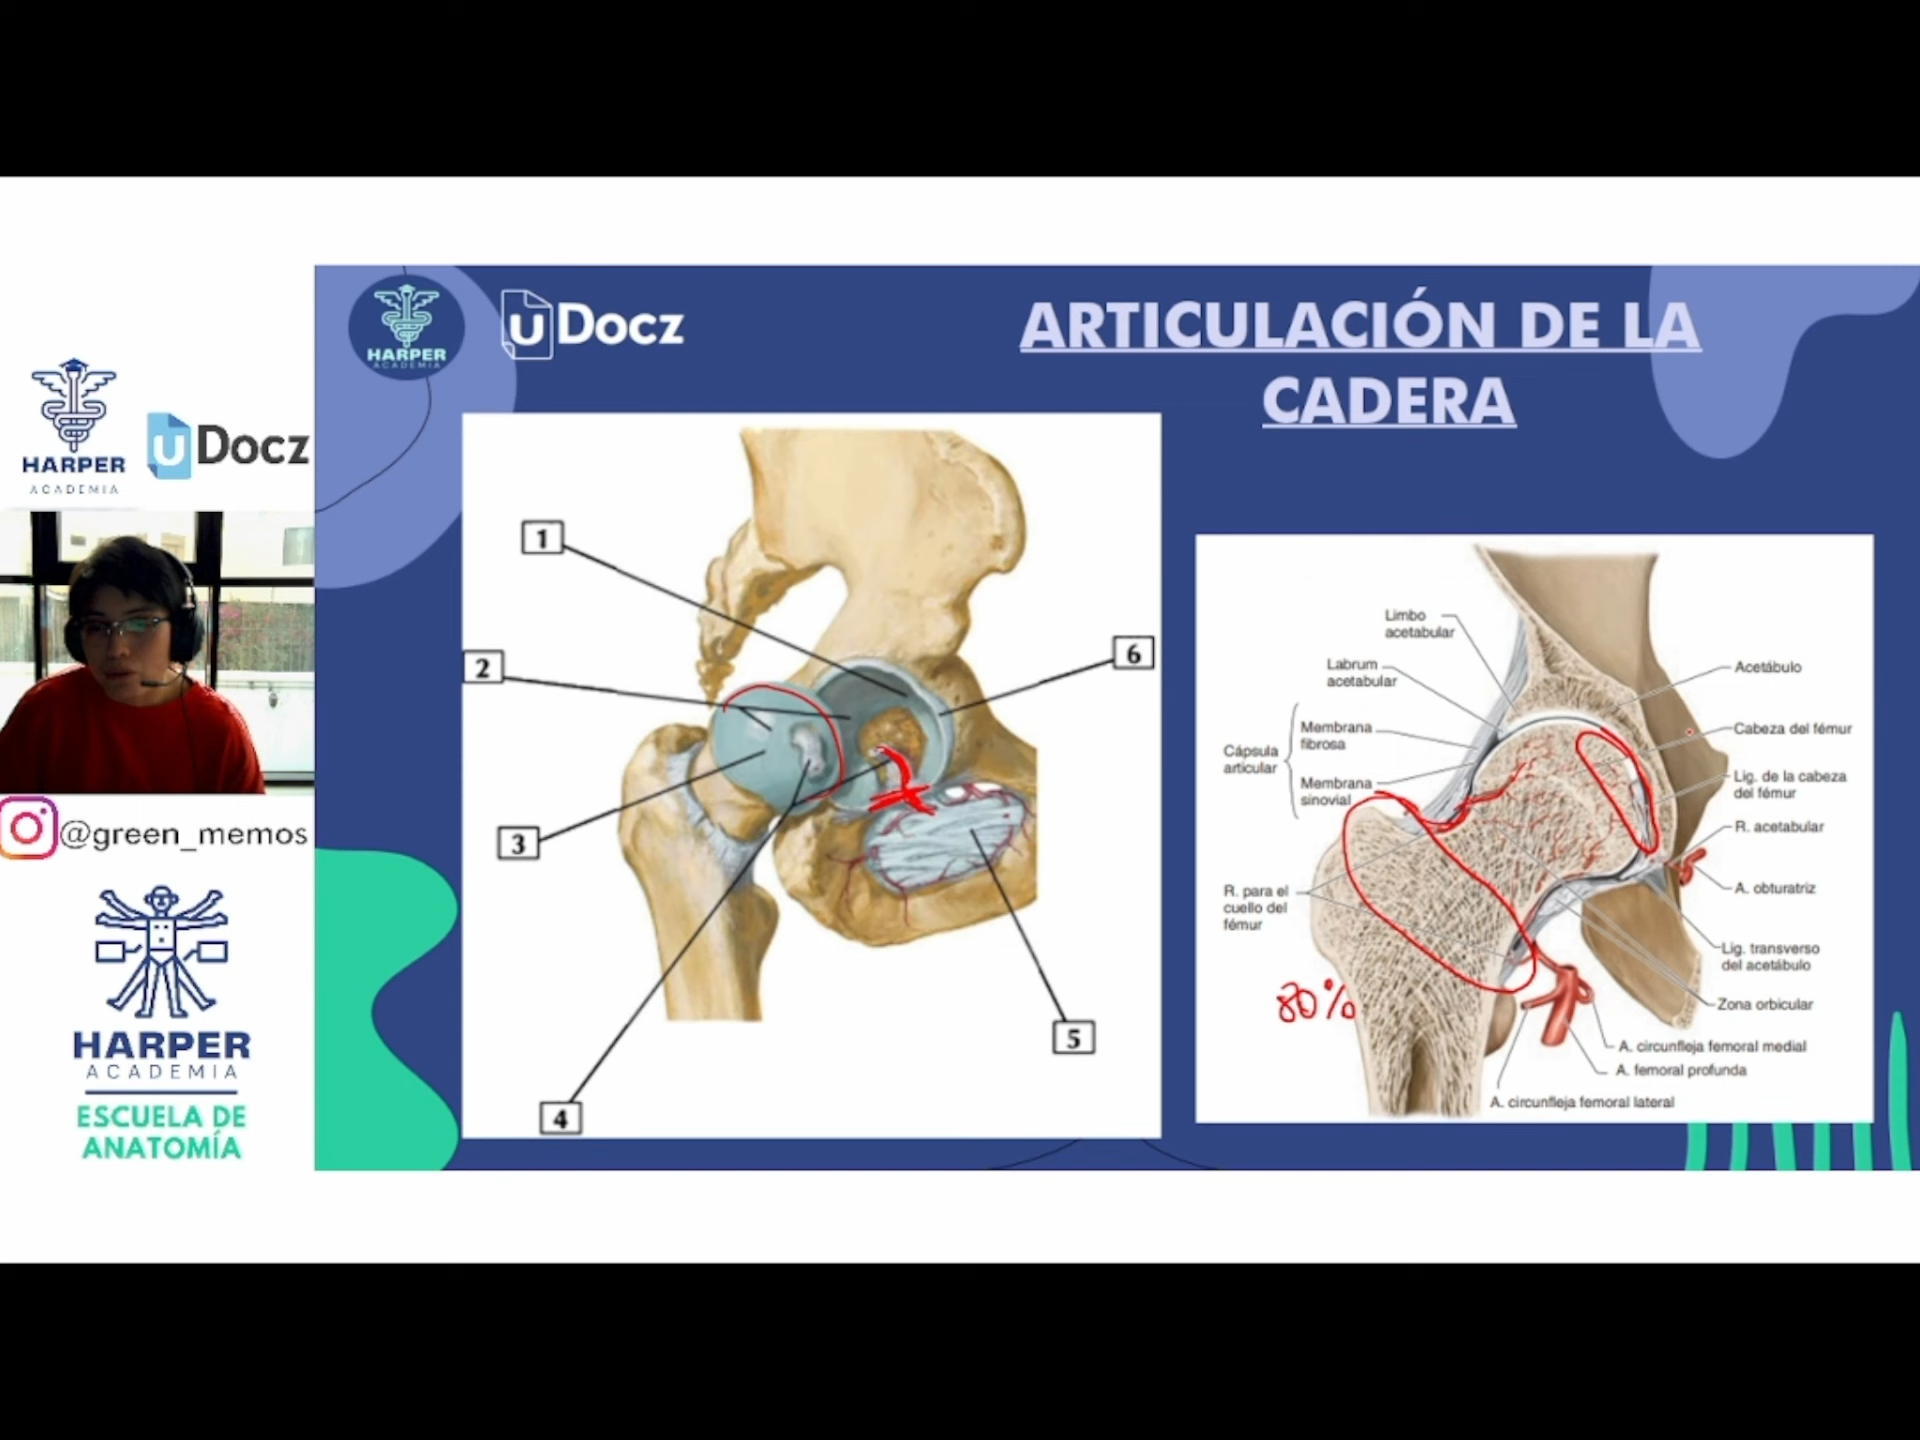 HARPER
ACADEMIA
uDocz
@green_memos
HARPER
ACADEMIA
ESCUELA DE
ANATOMÍA
HARPER
ACADEMIA
uDocz
ARTICULACIÓN DE LA
CADERA
1
2
3
4
5
6
Limbo
acetabular
Labrum
acetabular
Cápsula
articular
Membrana
fibrosa
Membrana
sinovial
R. para el
cuello del
fémur
80%
Acetábulo
Cabeza del fémur
Lig. de la cabeza
del fémur
R. acetabular
A. obturatriz
Lig. transverso
del acetábulo
Zona orbicular
A. circunfleja femoral medial
A. femoral profunda
A. circunfleja femoral lateral